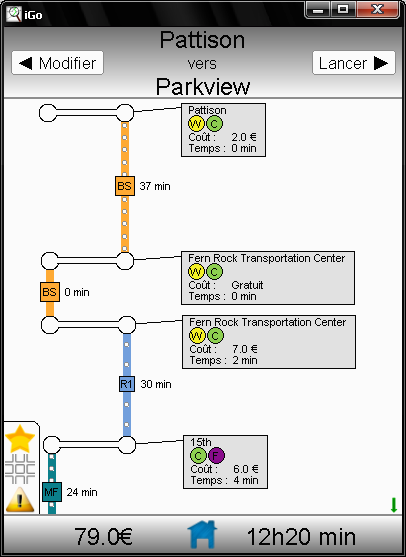 iGo
Pattison
◀ Modifier
vers
Lancer ▶
Parkview
Pattison
W C
Coût : 2.0 €
Temps : 0 min
BS 37 min
Fern Rock Transportation Center
W C
Coût : Gratuit
Temps : 0 min
BS 0 min
Fern Rock Transportation Center
W C
Coût : 7.0 €
Temps : 2 min
R1 30 min
15th
C F
Coût : 6.0 €
Temps : 4 min
MF 24 min
79.0€
12h20 min